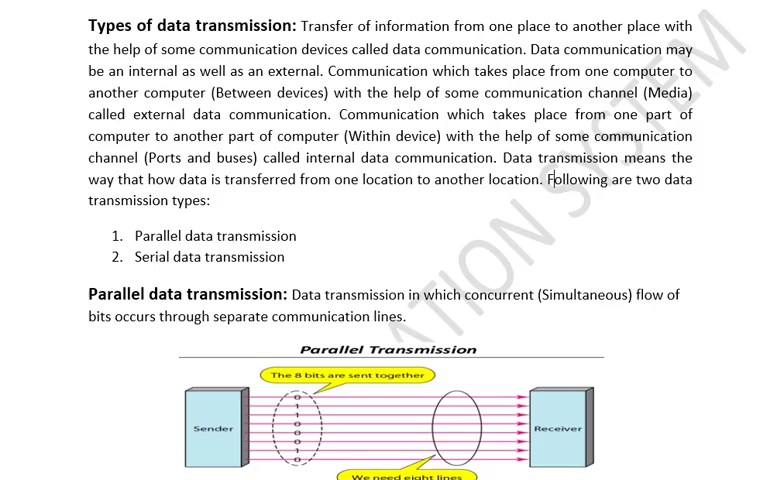 Types of data transmission: Transfer of information from one place to another place with
the help of some communication devices called data communication. Data communication may
be an internal as well as an external. Communication which takes place from one computer to
another computer (Between devices) with the help of some communication channel (Media)
called external data communication. Communication which takes place from one part of
computer to another part of computer (Within device) with the help of some communication
channel (Ports and buses) called internal data communication. Data transmission means the
way that how data is transferred from one location to another location. Following are two data
transmission types:
1. Parallel data transmission
2. Serial data transmission
Parallel data transmission: Data transmission in which concurrent (Simultaneous) flow of
bits occurs through separate communication lines.
Parallel Transmission
The 8 bits are sent together
0
1
1
0
Sender 0 Receiver
0
1
0
We need eight lines
ATION SYSTEM